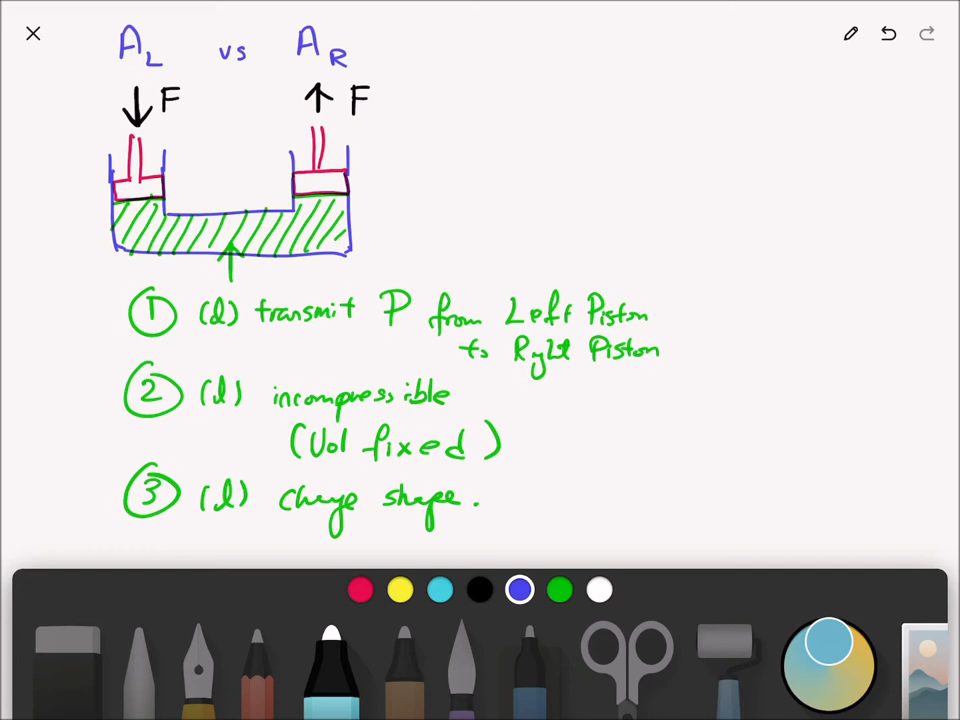 A_L vs A_R
↓ F ↑ F
① (l) transmit P from Left Piston
to Right Piston
② (l) incompressible
(Vol fixed)
③ (l) change shape.